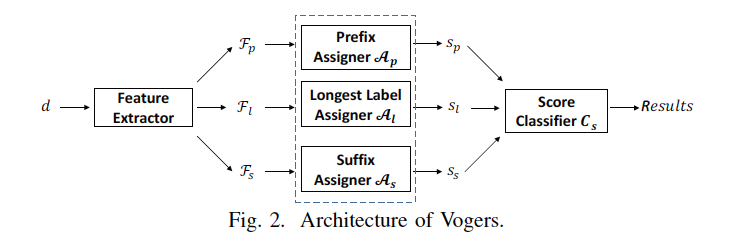 Prefix
Assigner 𝒜p
ℱp
sp
d
Feature
Extractor
ℱl
Longest Label
Assigner 𝒜l
sl
Score
Classifier Cs
Results
ℱs
Suffix
Assigner 𝒜s
ss
Fig. 2. Architecture of Vogers.